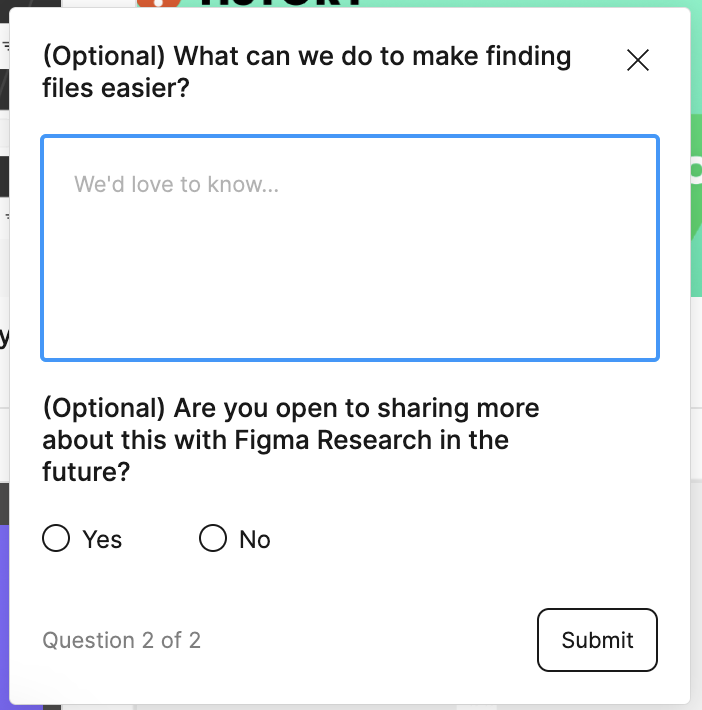 (Optional) What can we do to make finding
files easier?
We'd love to know...
(Optional) Are you open to sharing more
about this with Figma Research in the
future?
Yes
No
Question 2 of 2
Submit